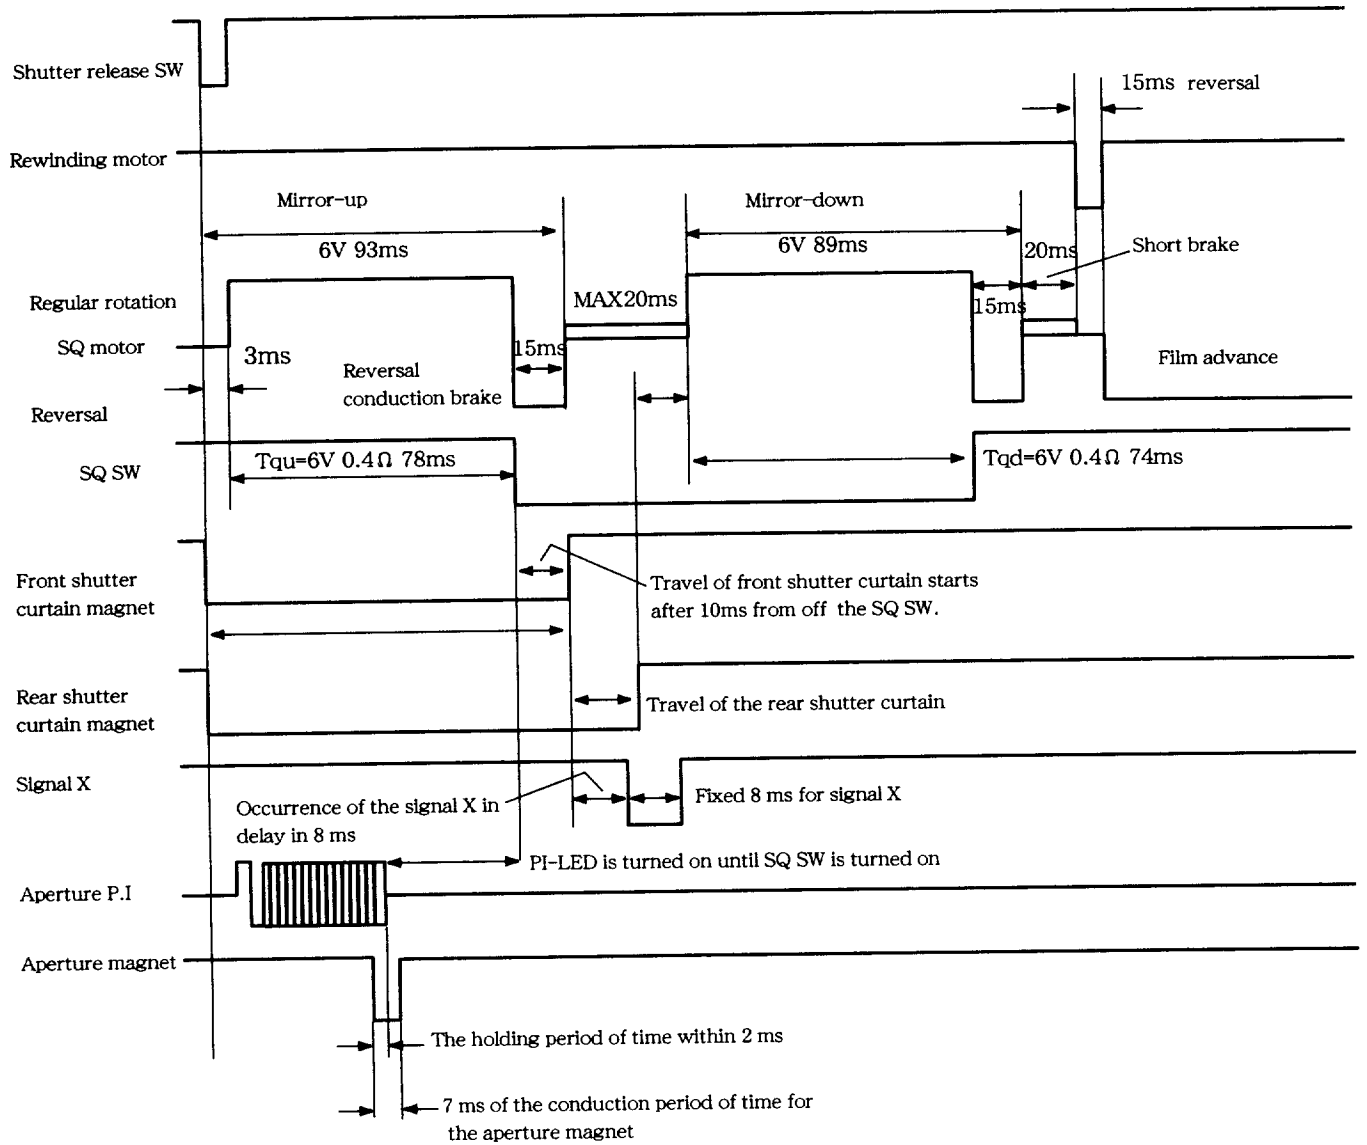 Shutter release SW
15ms reversal
Rewinding motor
Mirror-up
Mirror-down
6V 93ms
6V 89ms
20ms
Short brake
Regular rotation
MAX20ms
15ms
SQ motor
3ms
15ms
Film advance
Reversal
conduction brake
Reversal
Tqu=6V 0.4Ω 78ms
Tqd=6V 0.4Ω 74ms
SQ SW
Front shutter
curtain magnet
Travel of front shutter curtain starts
after 10ms from off the SQ SW.
Rear shutter
curtain magnet
Travel of the rear shutter curtain
Signal X
Occurrence of the signal X in
delay in 8 ms
Fixed 8 ms for signal X
PI-LED is turned on until SQ SW is turned on
Aperture P.I
Aperture magnet
The holding period of time within 2 ms
7 ms of the conduction period of time for
the aperture magnet